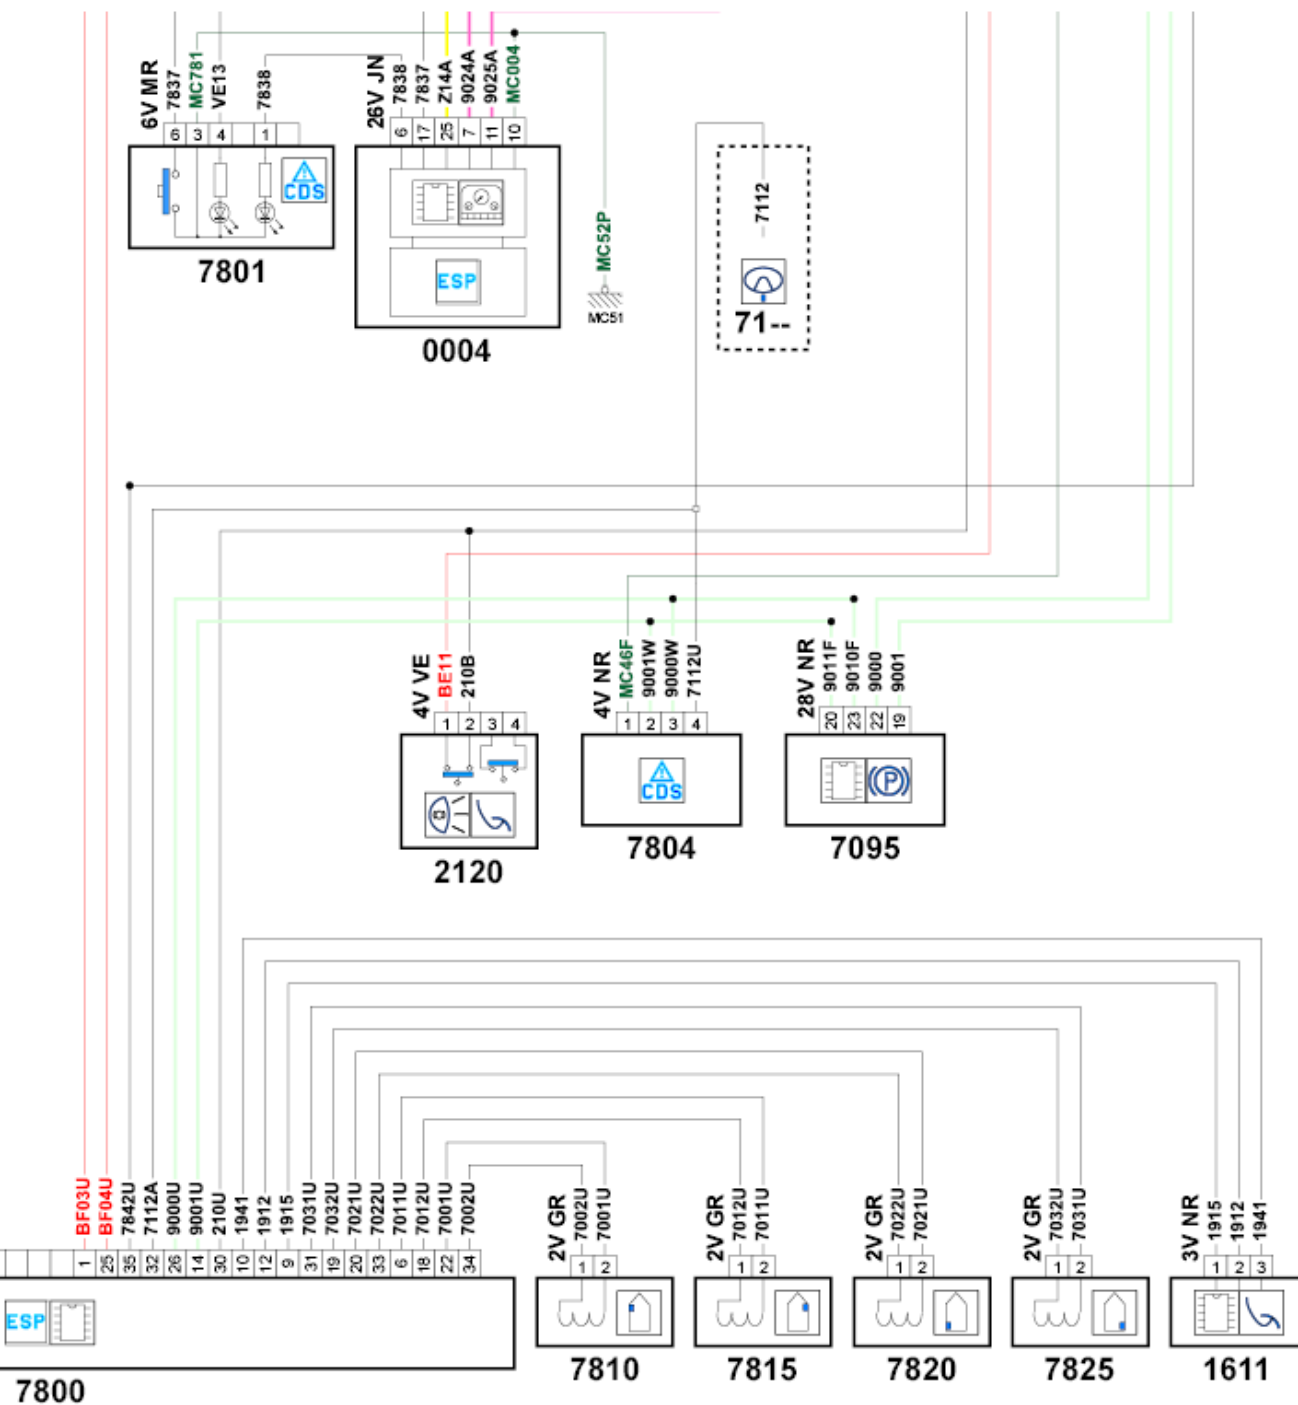 6V MR
7837
MC781
VE13
7838
6 3 4 1
CDS
7801
26V JN
7838
7837
Z14A
9024A
9025A
MC004
6 17 25 7 11 10
ESP
0004
MC52P
MC51
7112
71--
4V VE
BE11
210B
1 2 3 4
2120
4V NR
MC46F
9001W
9000W
7112U
1 2 3 4
CDS
7804
28V NR
9011F
9010F
9000
9001
20 23 22 19
P
7095
BF03U
BF04U
7842U
7112A
9000U
9001U
210U
1941
1912
1915
7031U
7032U
7021U
7022U
7011U
7012U
7001U
7002U
1 25 35 32 26 14 30 10 12 9 31 19 20 33 6 18 22 34
ESP
7800
2V GR
7002U
7001U
1 2
7810
2V GR
7012U
7011U
1 2
7815
2V GR
7022U
7021U
1 2
7820
2V GR
7032U
7031U
1 2
7825
3V NR
1915
1912
1941
1 2 3
1611